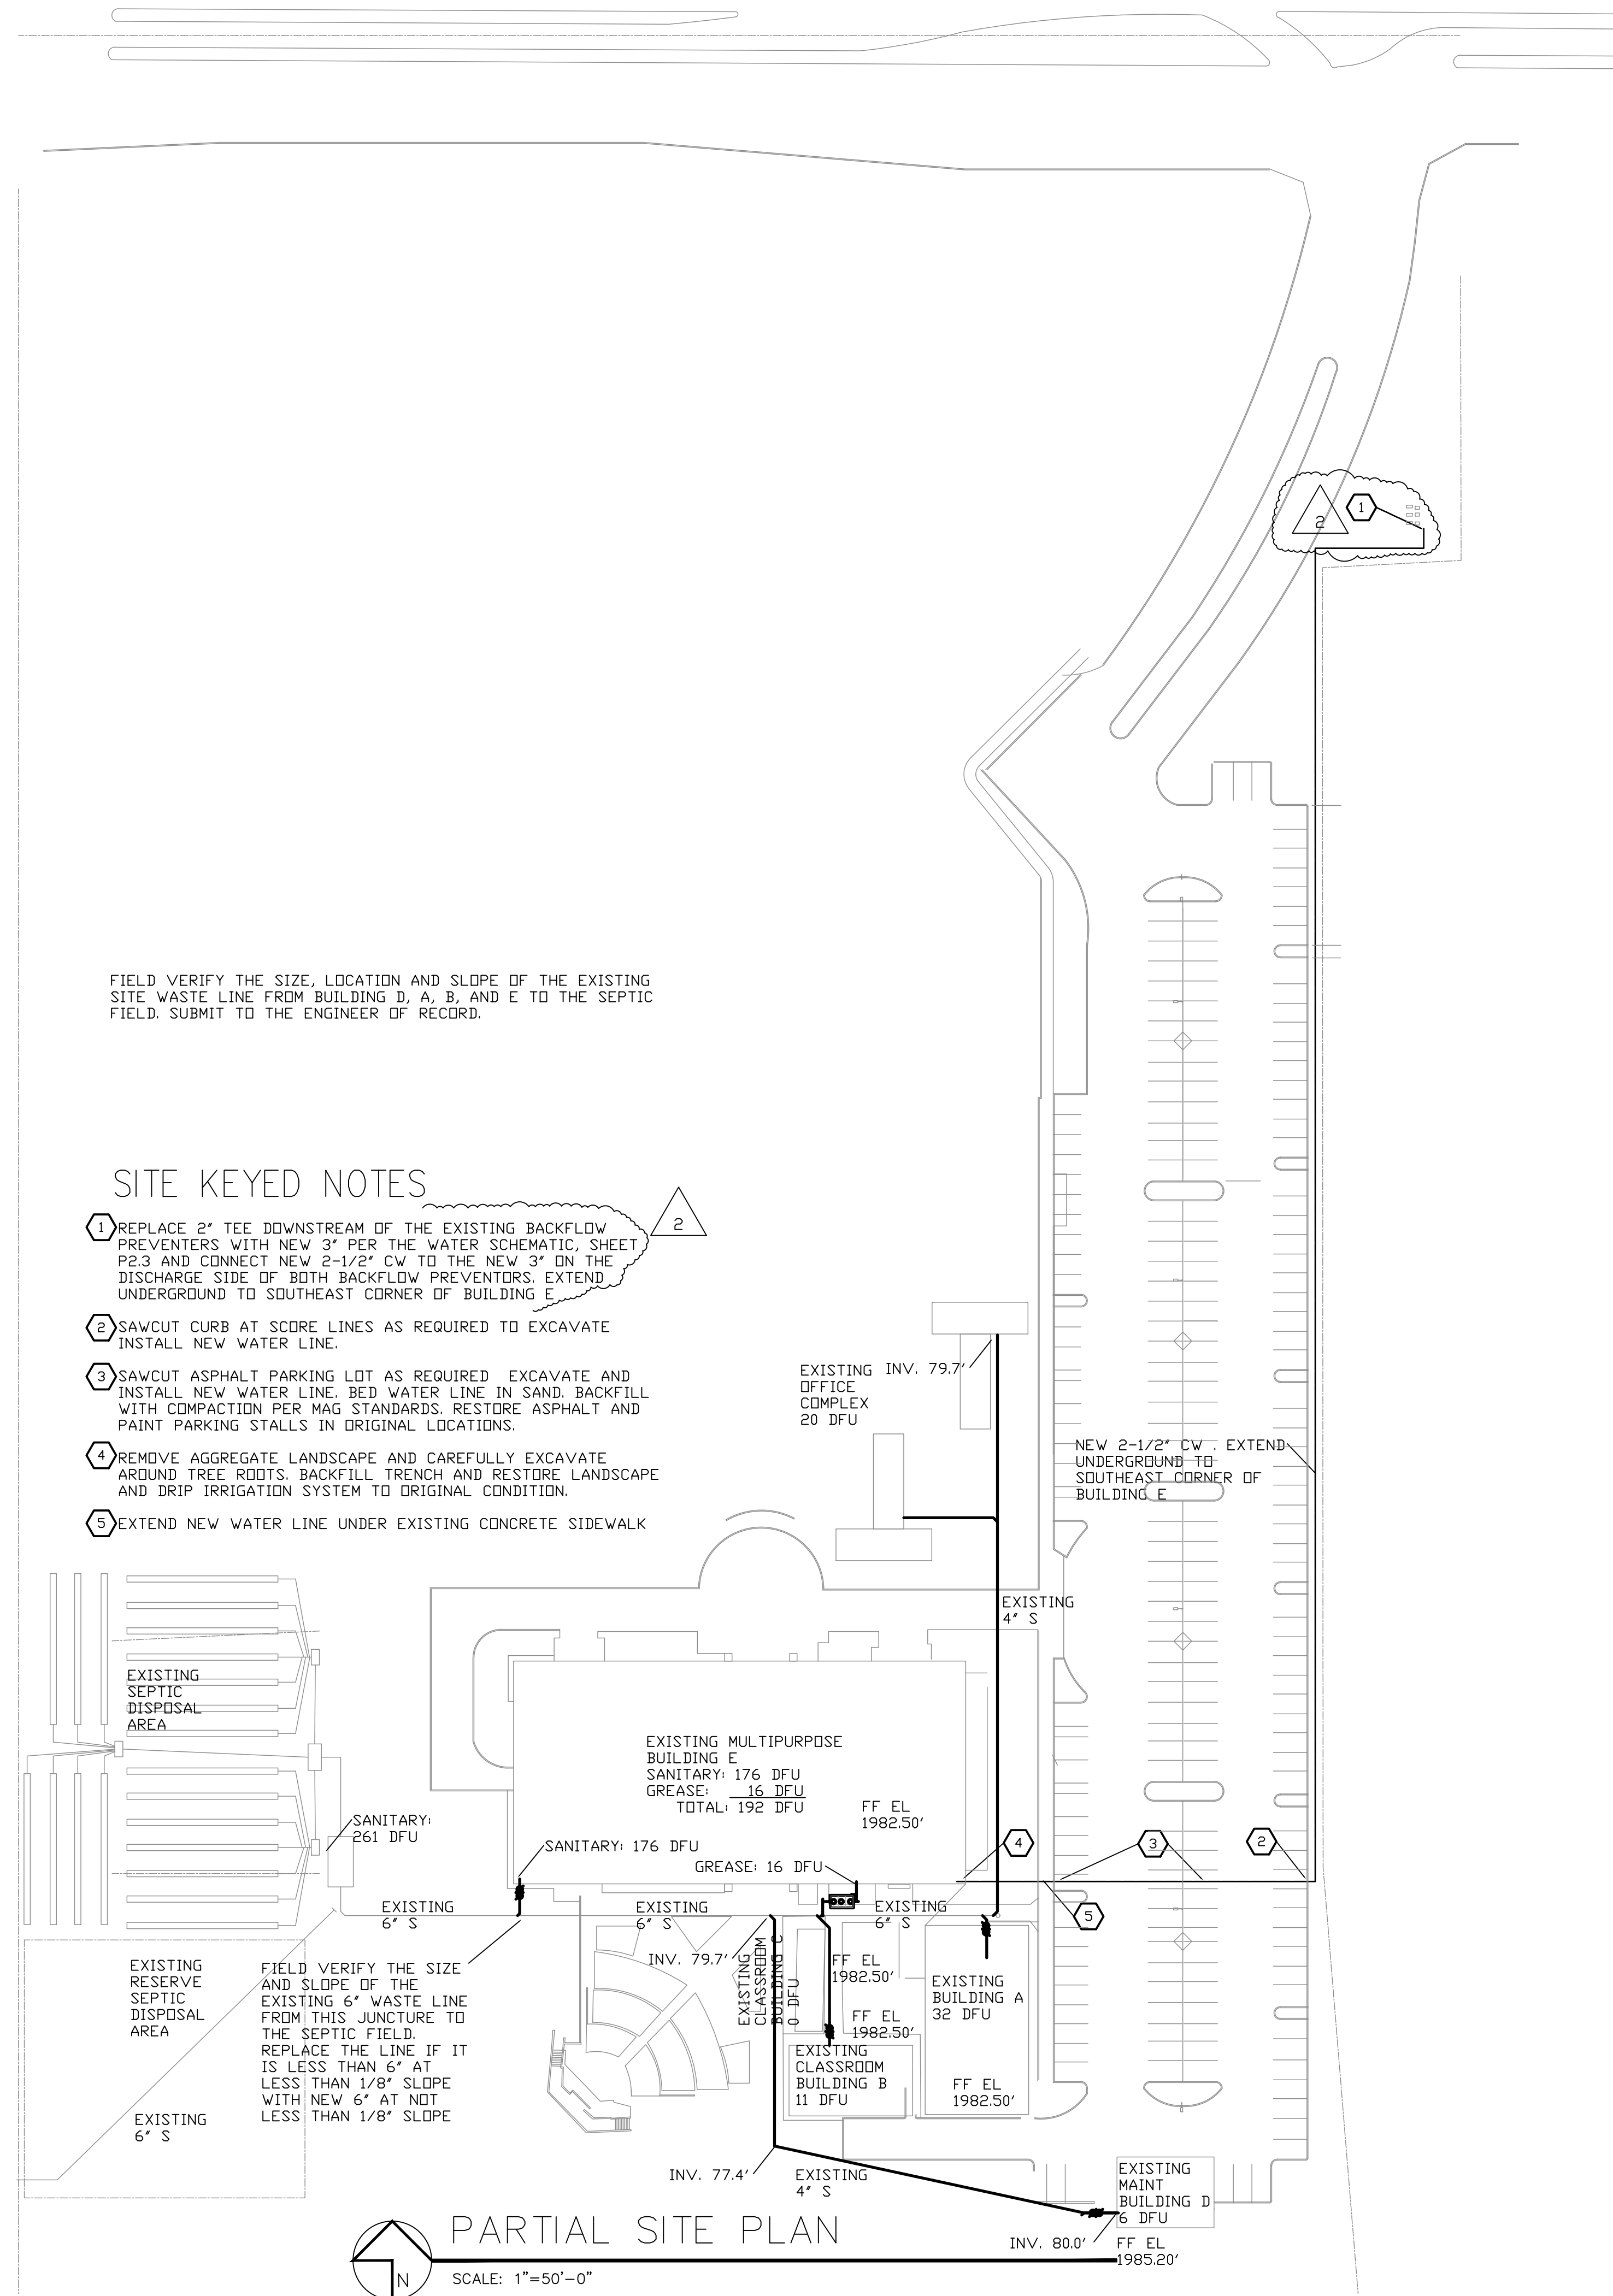 2
1
FIELD VERIFY THE SIZE, LOCATION AND SLOPE OF THE EXISTING
SITE WASTE LINE FROM BUILDING D, A, B, AND E TO THE SEPTIC
FIELD. SUBMIT TO THE ENGINEER OF RECORD.
SITE KEYED NOTES
2
1 REPLACE 2" TEE DOWNSTREAM OF THE EXISTING BACKFLOW
PREVENTERS WITH NEW 3" PER THE WATER SCHEMATIC, SHEET
P2.3 AND CONNECT NEW 2-1/2" CW TO THE NEW 3" ON THE
DISCHARGE SIDE OF BOTH BACKFLOW PREVENTORS. EXTEND
UNDERGROUND TO SOUTHEAST CORNER OF BUILDING E
2 SAWCUT CURB AT SCORE LINES AS REQUIRED TO EXCAVATE
INSTALL NEW WATER LINE.
3 SAWCUT ASPHALT PARKING LOT AS REQUIRED EXCAVATE AND
INSTALL NEW WATER LINE. BED WATER LINE IN SAND. BACKFILL
WITH COMPACTION PER MAG STANDARDS. RESTORE ASPHALT AND
PAINT PARKING STALLS IN ORIGINAL LOCATIONS.
4 REMOVE AGGREGATE LANDSCAPE AND CAREFULLY EXCAVATE
AROUND TREE ROOTS. BACKFILL TRENCH AND RESTORE LANDSCAPE
AND DRIP IRRIGATION SYSTEM TO ORIGINAL CONDITION.
5 EXTEND NEW WATER LINE UNDER EXISTING CONCRETE SIDEWALK
EXISTING
OFFICE
COMPLEX
20 DFU
INV. 79.7'
NEW 2-1/2" CW . EXTEND
UNDERGROUND TO
SOUTHEAST CORNER OF
BUILDING E
EXISTING
4" S
EXISTING
SEPTIC
DISPOSAL
AREA
EXISTING MULTIPURPOSE
BUILDING E
SANITARY: 176 DFU
GREASE: 16 DFU
TOTAL: 192 DFU
FF EL
1982.50'
SANITARY:
261 DFU
SANITARY: 176 DFU
GREASE: 16 DFU
4
3
2
5
EXISTING
6" S
EXISTING
6" S
EXISTING
6" S
INV. 79.7'
EXISTING
CLASSROOM
BUILDING C
0 DFU
FF EL
1982.50'
FF EL
1982.50'
EXISTING
BUILDING A
32 DFU
EXISTING
RESERVE
SEPTIC
DISPOSAL
AREA
FIELD VERIFY THE SIZE
AND SLOPE OF THE
EXISTING 6" WASTE LINE
FROM THIS JUNCTURE TO
THE SEPTIC FIELD.
REPLACE THE LINE IF IT
IS LESS THAN 6" AT
LESS THAN 1/8" SLOPE
WITH NEW 6" AT NOT
LESS THAN 1/8" SLOPE
EXISTING
CLASSROOM
BUILDING B
11 DFU
FF EL
1982.50'
EXISTING
6" S
INV. 77.4'
EXISTING
4" S
EXISTING
MAINT
BUILDING D
6 DFU
INV. 80.0'
FF EL
1985.20'
PARTIAL SITE PLAN
N
SCALE: 1"=50'-0"